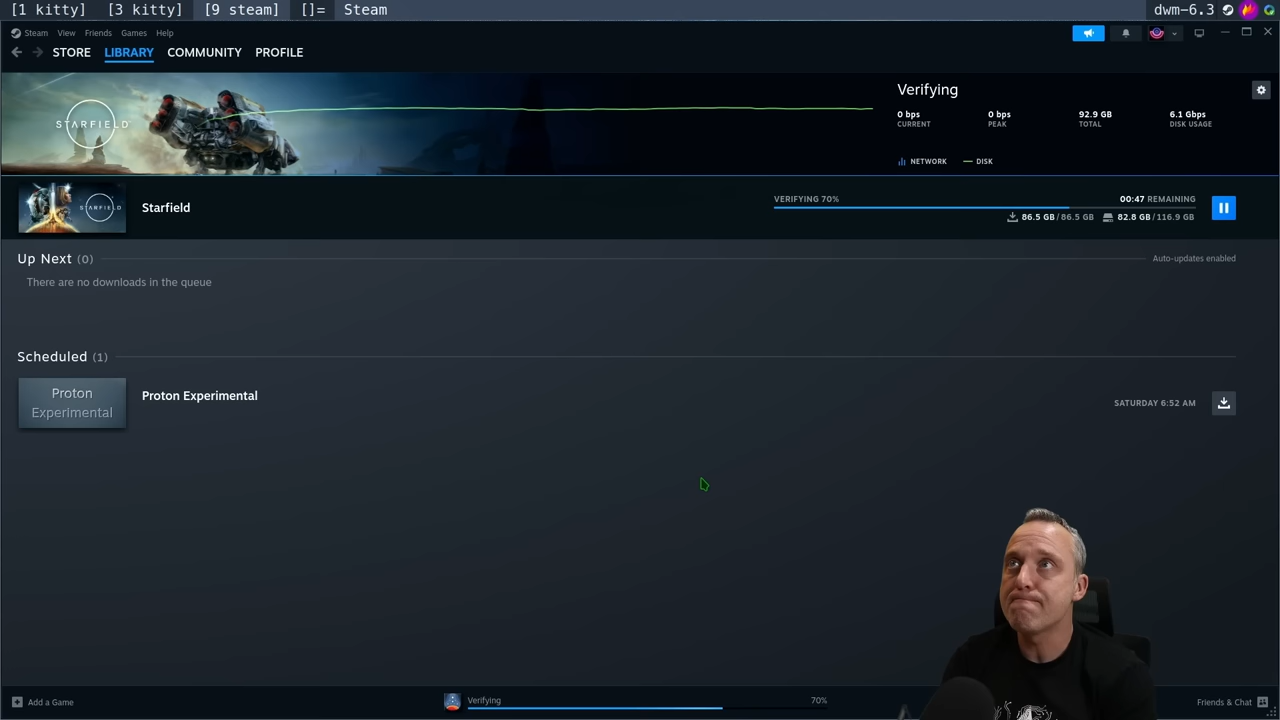 [1 kitty] [3 kitty] [9 steam] []= Steam dwm-6.3
Steam View Friends Games Help
STORE LIBRARY COMMUNITY PROFILE
STARFIELD
Verifying
0 bps 0 bps 92.9 GB 6.1 Gbps
CURRENT PEAK TOTAL DISK USAGE
NETWORK DISK
STARFIELD
Starfield
VERIFYING 70% 00:47 REMAINING
86.5 GB/86.5 GB 82.8 GB/116.9 GB
Up Next (0) Auto-updates enabled
There are no downloads in the queue
Scheduled (1)
Proton
Experimental
Proton Experimental
SATURDAY 6:52 AM
Add a Game Verifying 70% Friends & Chat